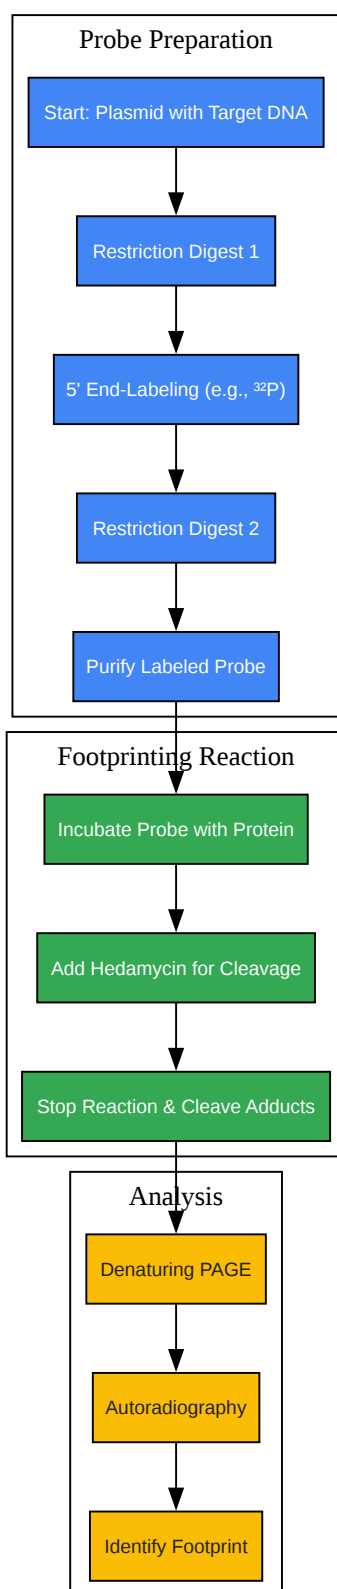 Probe Preparation
Start: Plasmid with Target DNA
Restriction Digest 1
5' End-Labeling (e.g., ³²P)
Restriction Digest 2
Purify Labeled Probe
Footprinting Reaction
Incubate Probe with Protein
Add Hedamycin for Cleavage
Stop Reaction & Cleave Adducts
Analysis
Denaturing PAGE
Autoradiography
Identify Footprint